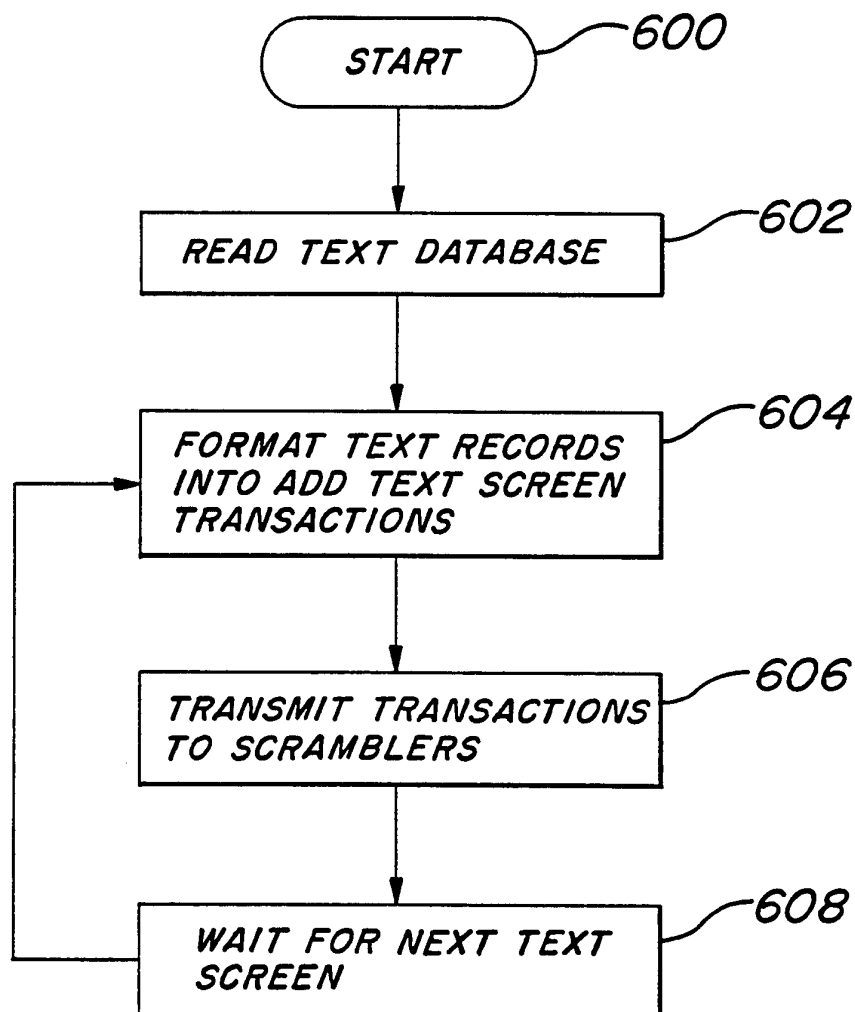 START
600
READ TEXT DATABASE
602
FORMAT TEXT RECORDS
INTO ADD TEXT SCREEN
TRANSACTIONS
604
TRANSMIT TRANSACTIONS
TO SCRAMBLERS
606
WAIT FOR NEXT TEXT
SCREEN
608